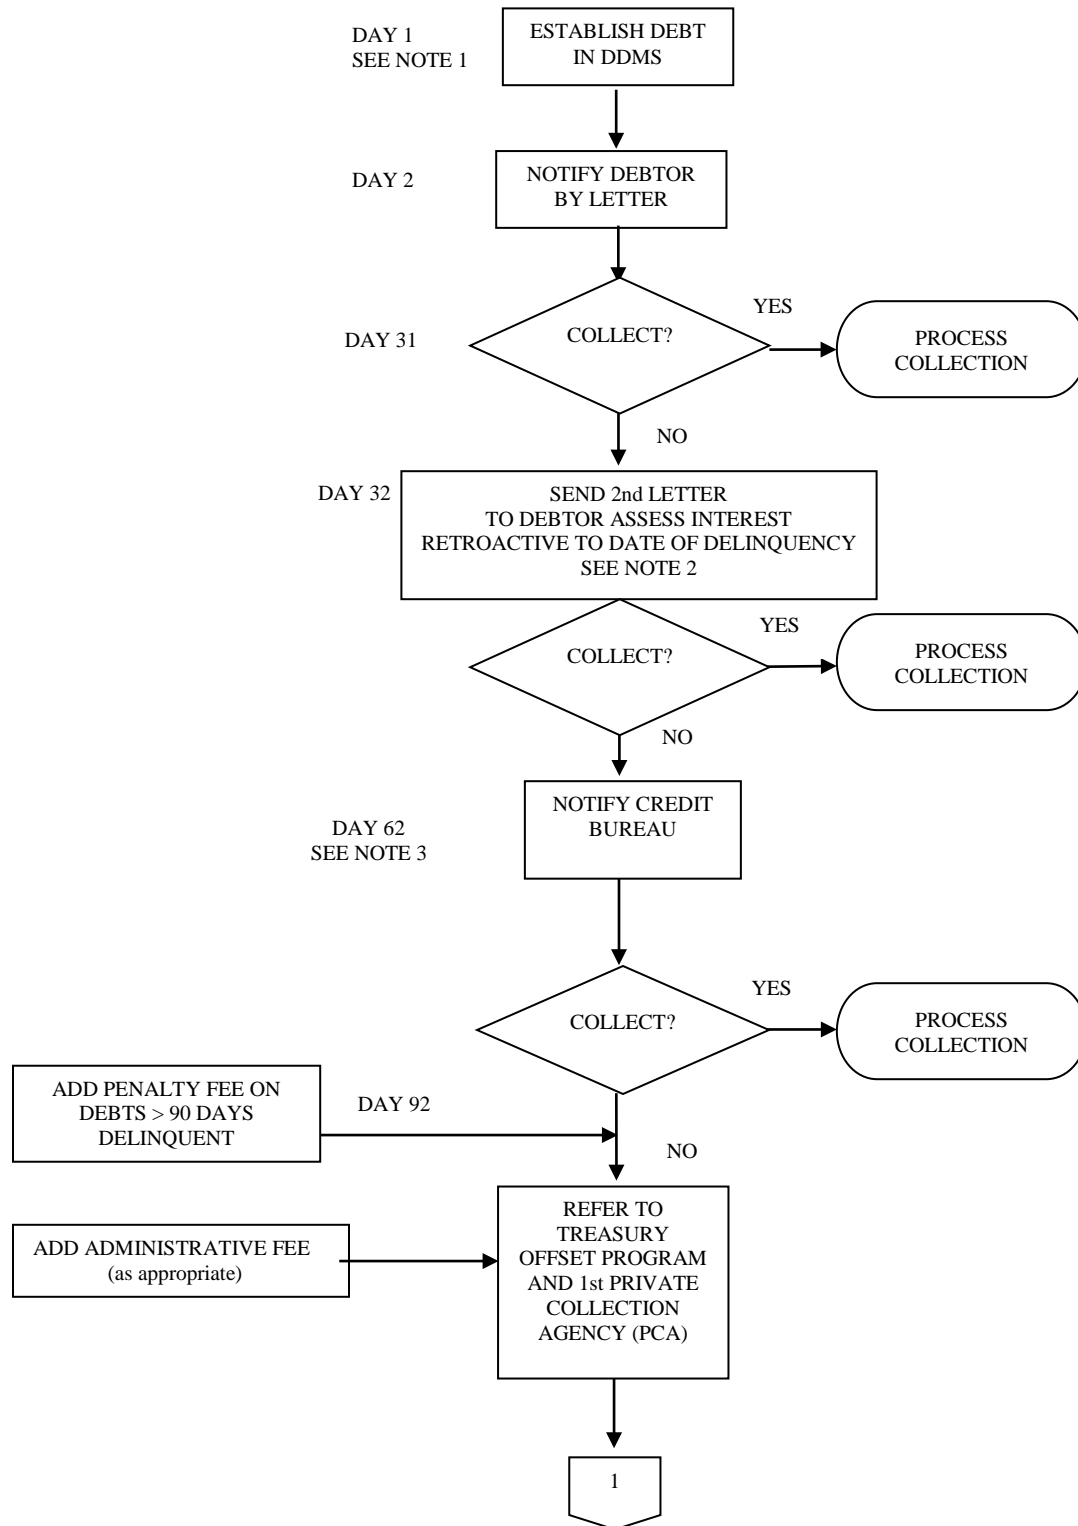 DAY 1
SEE NOTE 1
ESTABLISH DEBT
IN DDMS
DAY 2
NOTIFY DEBTOR
BY LETTER
DAY 31
COLLECT?
YES
PROCESS
COLLECTION
NO
DAY 32
SEND 2nd LETTER
TO DEBTOR ASSESS INTEREST
RETROACTIVE TO DATE OF DELINQUENCY
SEE NOTE 2
COLLECT?
YES
PROCESS
COLLECTION
NO
DAY 62
SEE NOTE 3
NOTIFY CREDIT
BUREAU
COLLECT?
YES
PROCESS
COLLECTION
ADD PENALTY FEE ON
DEBTS > 90 DAYS
DELINQUENT
DAY 92
NO
ADD ADMINISTRATIVE FEE
(as appropriate)
REFER TO
TREASURY
OFFSET PROGRAM
AND 1st PRIVATE
COLLECTION
AGENCY (PCA)
1